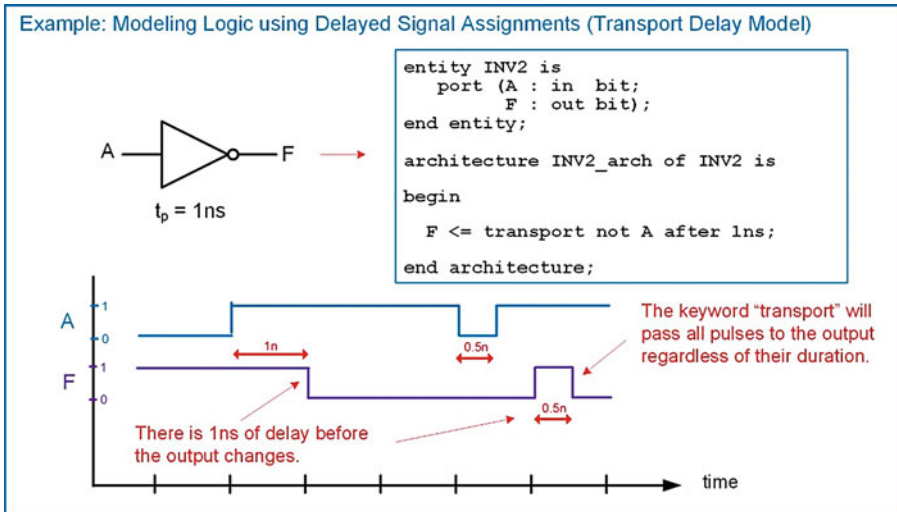 Example: Modeling Logic using Delayed Signal Assignments (Transport Delay Model)
entity INV2 is
port (A : in bit;
F : out bit);
end entity;
architecture INV2_arch of INV2 is
begin
F <= transport not A after 1ns;
end architecture;
A
F
tp = 1ns
A
1
0
1n
0.5n
The keyword “transport” will
pass all pulses to the output
regardless of their duration.
F
1
0
0.5n
There is 1ns of delay before
the output changes.
time